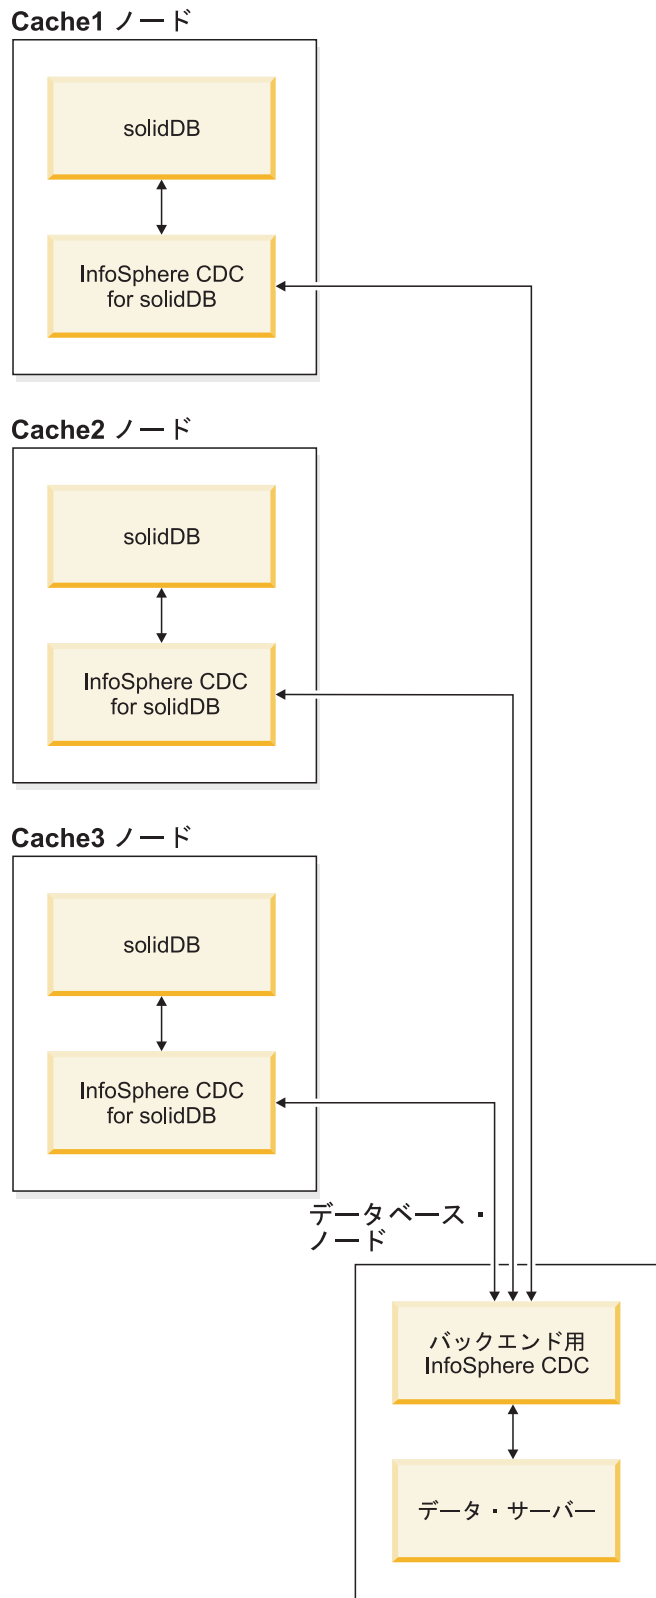 Cache1 ノード
solidDB
InfoSphere CDC
for solidDB
Cache2 ノード
solidDB
InfoSphere CDC
for solidDB
Cache3 ノード
solidDB
InfoSphere CDC
for solidDB
データベース・
ノード
バックエンド用
InfoSphere CDC
データ・サーバー